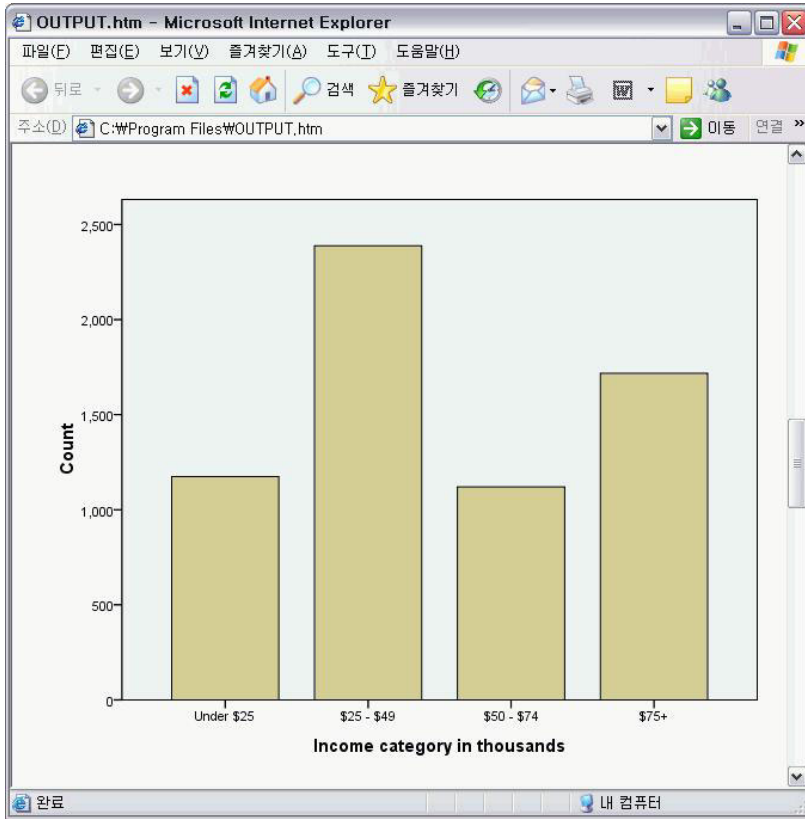 OUTPUT.htm - Microsoft Internet Explorer
파일(F) 편집(E) 보기(V) 즐겨찾기(A) 도구(T) 도움말(H)
뒤로 검색 즐겨찾기
주소(D) C:₩Program Files₩OUTPUT.htm 이동 연결 »
2,500
2,000
1,500
1,000
500
0
Count
Under $25 $25 - $49 $50 - $74 $75+
Income category in thousands
완료 내 컴퓨터